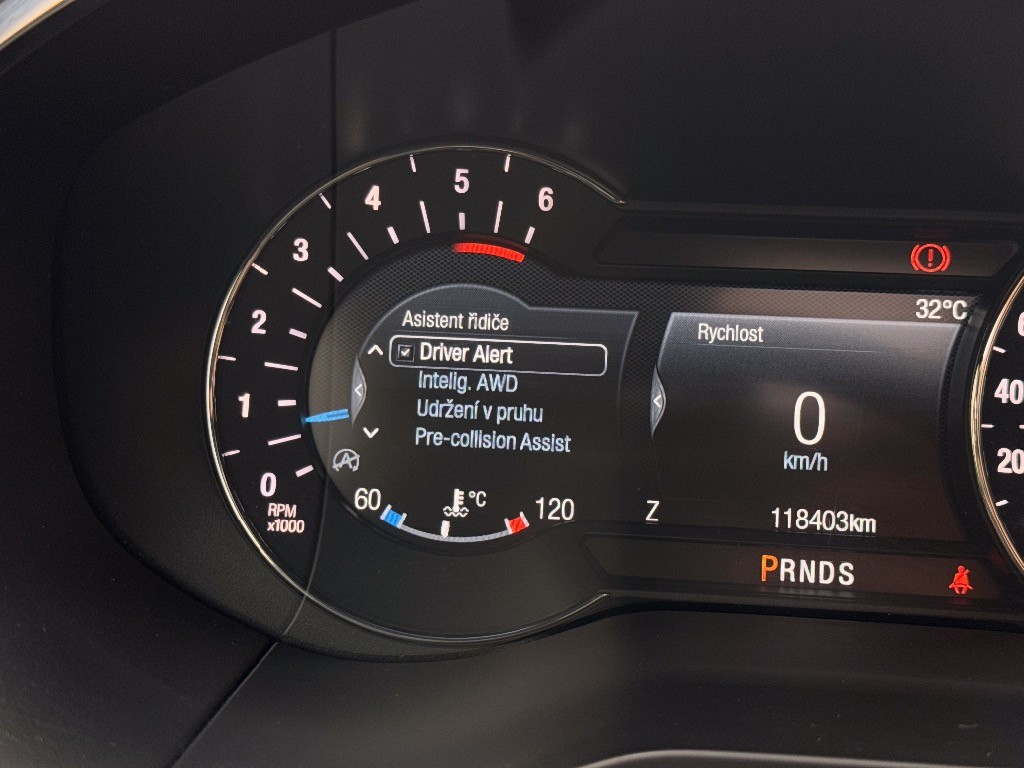 5
4
6
3
2
1
0
RPM
x1000
Asistent řidiče
Driver Alert
Intelig. AWD
Udržení v pruhu
Pre-collision Assist
60
°C
120
32°C
Rychlost
0
km/h
Z
118403km
PRNDS
40
20